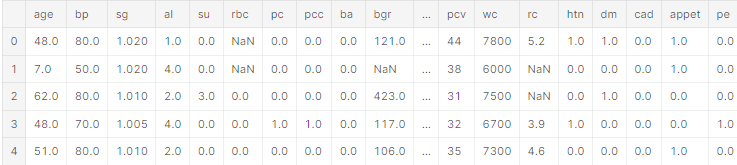 age bp sg al su rbc pc pcc ba bgr ... pcv wc rc htn dm cad appet pe
0 48.0 80.0 1.020 1.0 0.0 NaN 0.0 0.0 0.0 121.0 ... 44 7800 5.2 1.0 1.0 0.0 1.0 0.0
1 7.0 50.0 1.020 4.0 0.0 NaN 0.0 0.0 0.0 NaN ... 38 6000 NaN 0.0 0.0 0.0 1.0 0.0
2 62.0 80.0 1.010 2.0 3.0 0.0 0.0 0.0 0.0 423.0 ... 31 7500 NaN 0.0 1.0 0.0 0.0 0.0
3 48.0 70.0 1.005 4.0 0.0 0.0 1.0 1.0 0.0 117.0 ... 32 6700 3.9 1.0 0.0 0.0 0.0 1.0
4 51.0 80.0 1.010 2.0 0.0 0.0 0.0 0.0 0.0 106.0 ... 35 7300 4.6 0.0 0.0 0.0 1.0 0.0